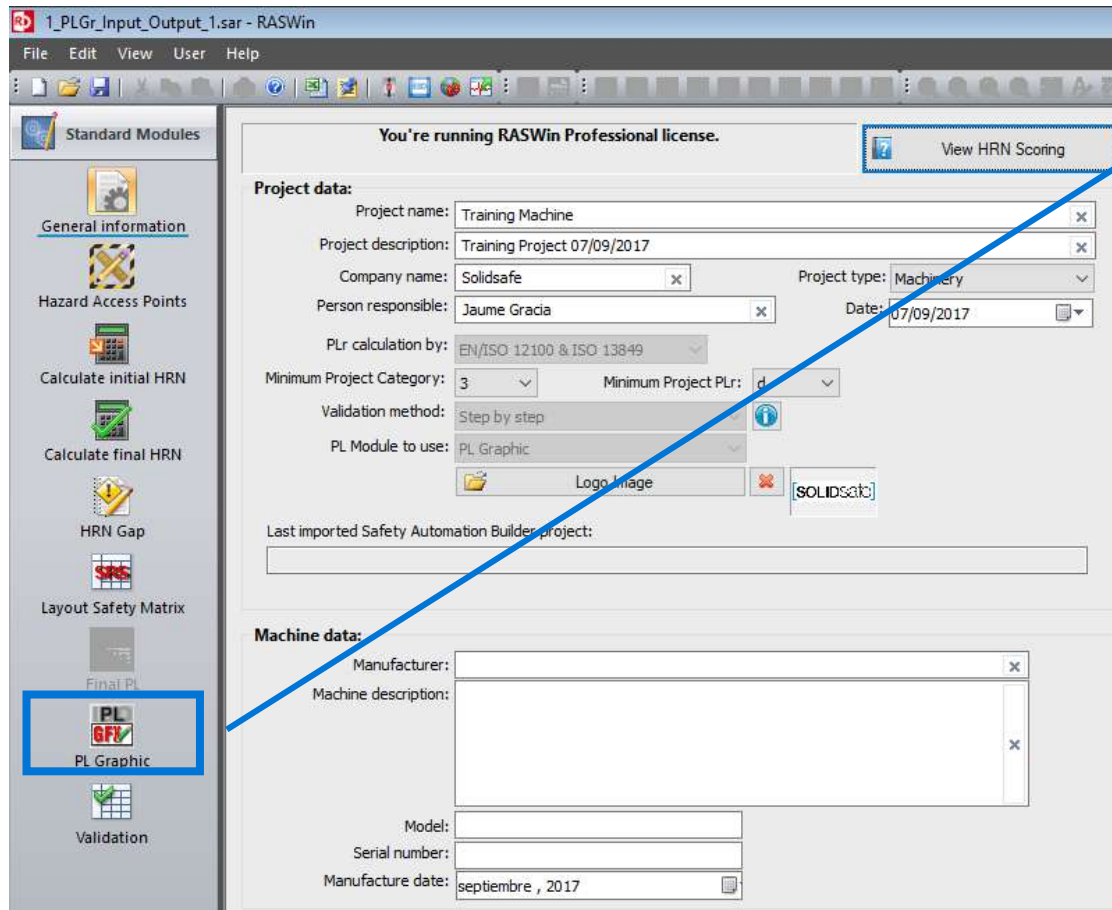 1_PLGr_Input_Output_1.sar - RASWin
File Edit View User Help
Standard Modules
General information
Hazard Access Points
Calculate initial HRN
Calculate final HRN
HRN Gap
SRS
Layout Safety Matrix
Final PL
PL
GFX
PL Graphic
Validation
You're running RASWin Professional license.
View HRN Scoring
Project data:
Project name: Training Machine
Project description: Training Project 07/09/2017
Company name: Solidsafe Project type: Machinery
Person responsible: Jaume Gracia Date: 07/09/2017
PLr calculation by: EN/ISO 12100 & ISO 13849
Minimum Project Category: 3 Minimum Project PLr: d
Validation method: Step by step
PL Module to use: PL Graphic
Logo Image [SOLIDsafe]
Last imported Safety Automation Builder project:
Machine data:
Manufacturer:
Machine description:
Model:
Serial number:
Manufacture date: septiembre , 2017